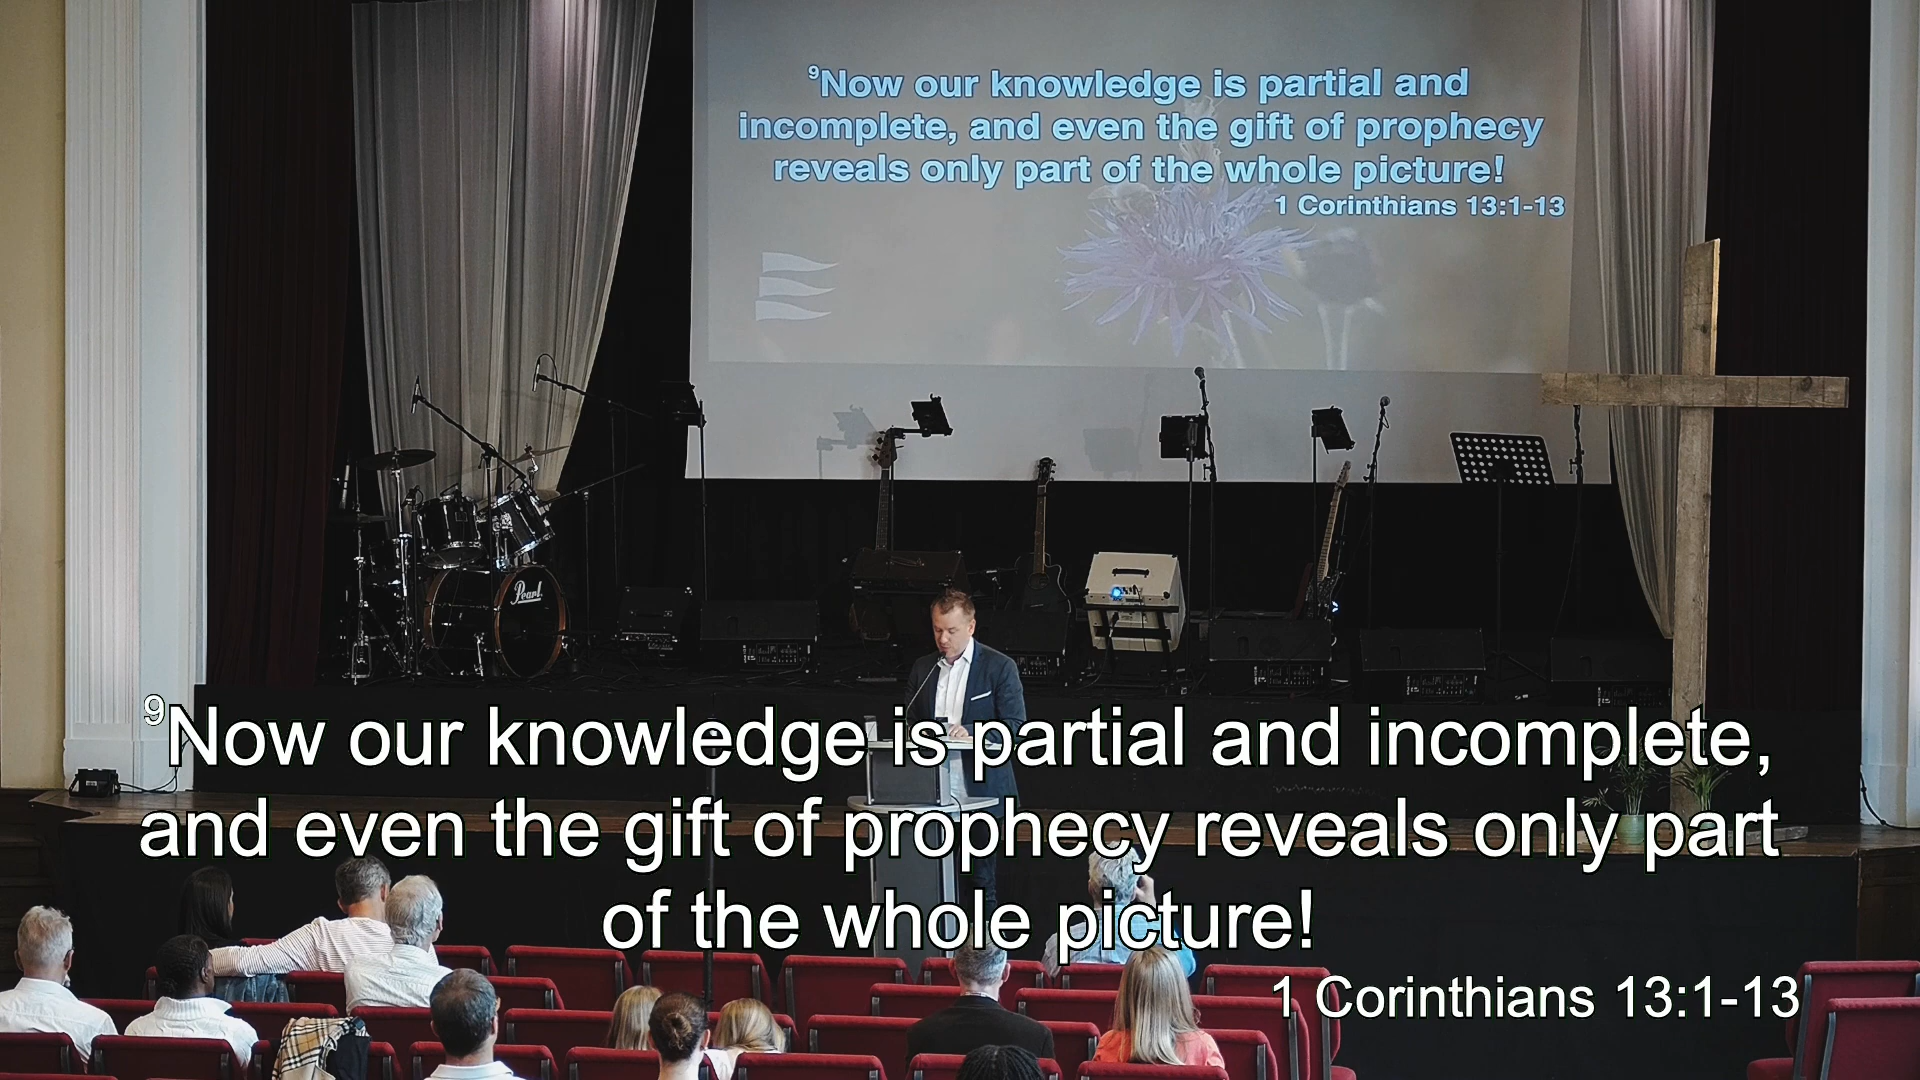 ⁹Now our knowledge is partial and
incomplete, and even the gift of prophecy
reveals only part of the whole picture!
1 Corinthians 13:1-13
Pearl
⁹Now our knowledge is partial and incomplete,
and even the gift of prophecy reveals only part
of the whole picture!
1 Corinthians 13:1-13